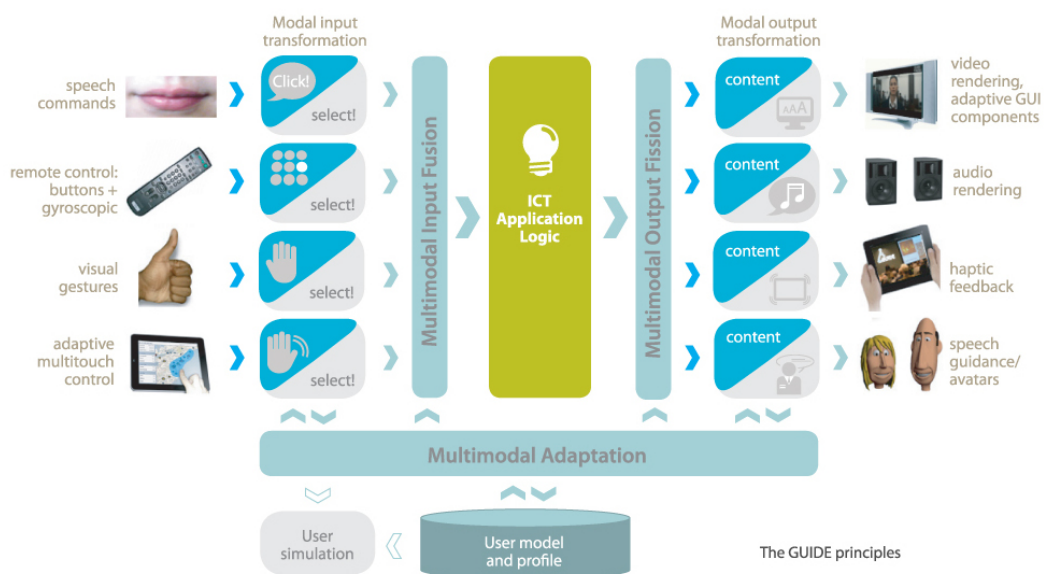 Modal input
transformation
Modal output
transformation
speech
commands
Click!
select!
content
AAA
video
rendering,
adaptive GUI
components
remote control:
buttons +
gyroscopic
select!
content
audio
rendering
visual
gestures
select!
content
haptic
feedback
adaptive
multitouch
control
select!
content
speech
guidance/
avatars
Multimodal Input Fusion
ICT
Application
Logic
Multimodal Output Fission
Multimodal Adaptation
User
simulation
User model
and profile
The GUIDE principles